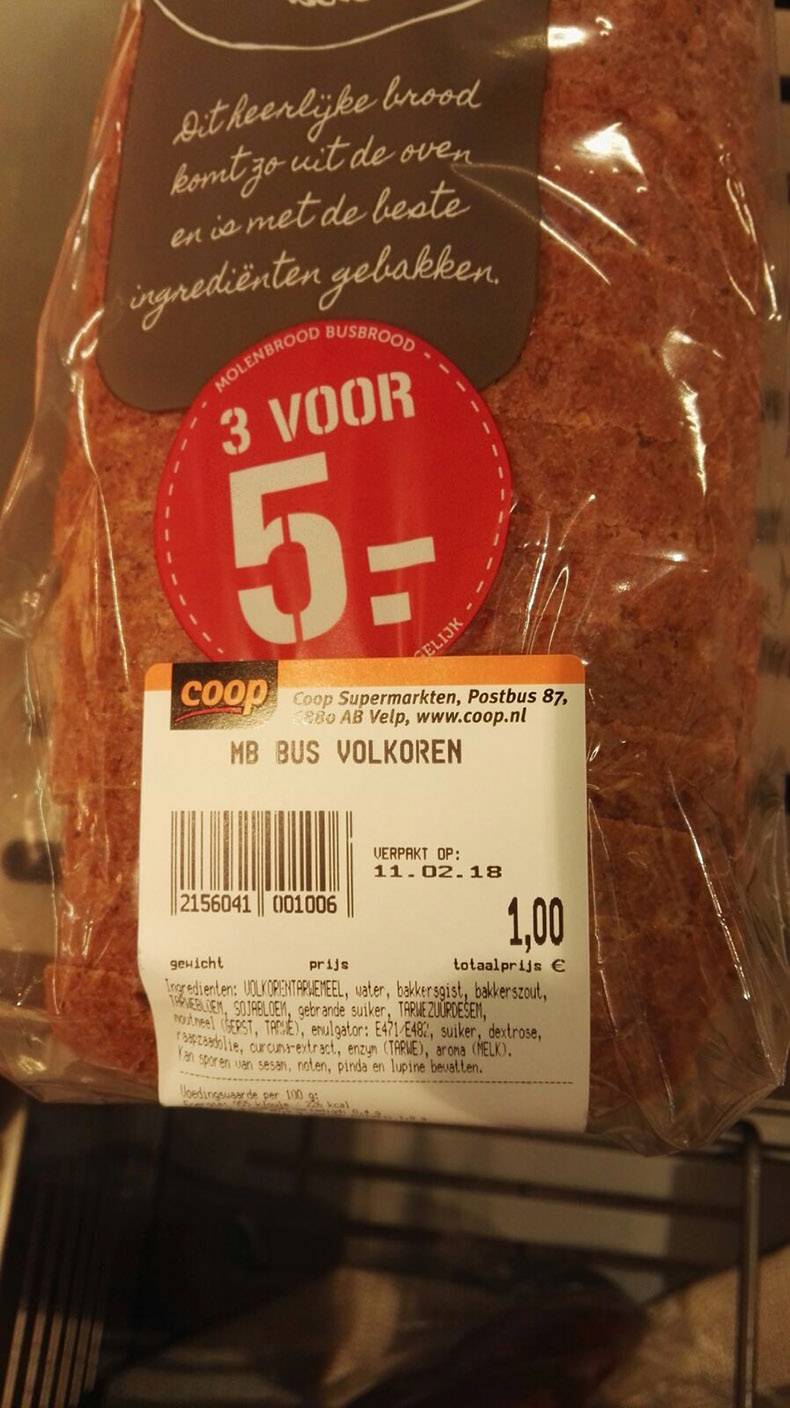 Dit heerlijke brood
komt zo uit de oven
en is met de beste
ingrediënten gebakken.
MOLENBROOD BUSBROOD
3 VOOR
5.=
coop
Coop Supermarkten, Postbus 87,
AB Velp, www.coop.nl
MB BUS VOLKOREN
VERPAKT OP:
11.02.18
2156041 001006
1,00
gewicht prijs totaalprijs €
Ingredienten: VOLKORENTARWEMEEL, water, bakkersgist, bakkerszout,
TARWEBLOEM, SOJABLOEM, gebrande suiker, TARWEZUURDESEM,
moutmeel (GERST, TARWE), emulgator: E471/E482, suiker, dextrose,
raapzaadolie, curcuma-extract, enzym (TARWE), aroma (MELK).
Kan sporen van sesam, noten, pinda en lupine bevatten.
Voedingswaarde per 100 g:
kcal